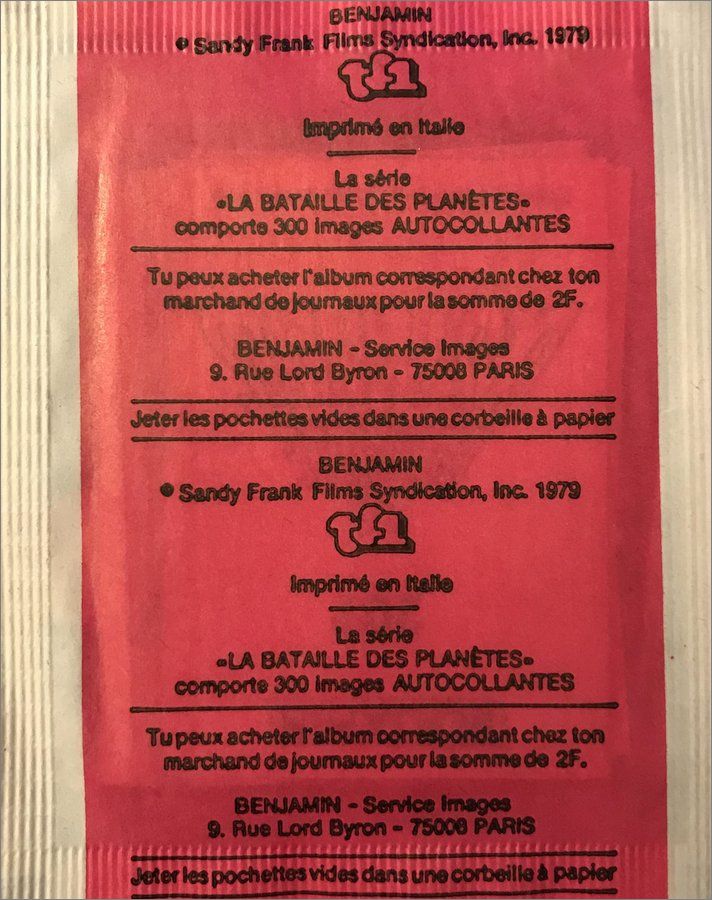 BENJAMIN
© Sandy Frank Films Syndication, Inc. 1979
tf1
Imprimé en Italie
La série
«LA BATAILLE DES PLANÈTES»
comporte 300 images AUTOCOLLANTES
Tu peux acheter l'album correspondant chez ton
marchand de journaux pour la somme de 2F.
BENJAMIN - Service Images
9. Rue Lord Byron - 75008 PARIS
Jeter les pochettes vides dans une corbeille à papier
BENJAMIN
© Sandy Frank Films Syndication, Inc. 1979
tf1
Imprimé en Italie
La série
«LA BATAILLE DES PLANÈTES»
comporte 300 images AUTOCOLLANTES
Tu peux acheter l'album correspondant chez ton
marchand de journaux pour la somme de 2F.
BENJAMIN - Service Images
9. Rue Lord Byron - 75008 PARIS
Jeter les pochettes vides dans une corbeille à papier